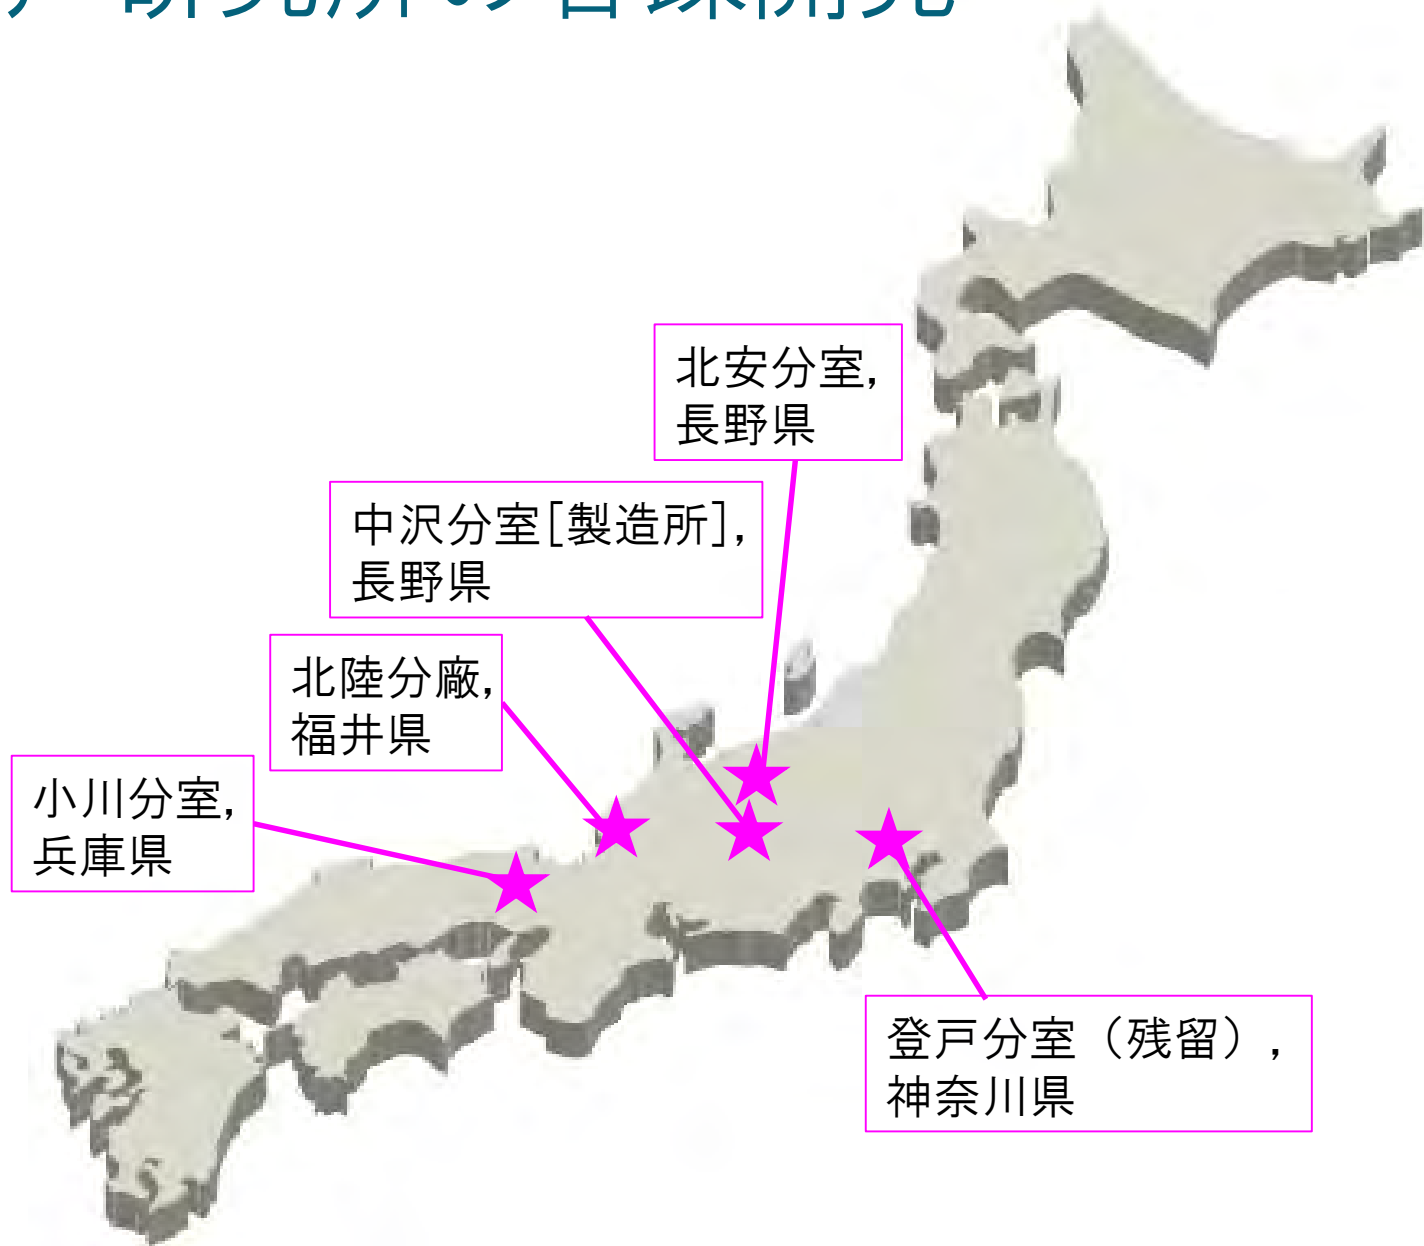 北安分室,
長野県
中沢分室[製造所],
長野県
北陸分廠,
福井県
小川分室,
兵庫県
登戸分室（残留）,
神奈川県